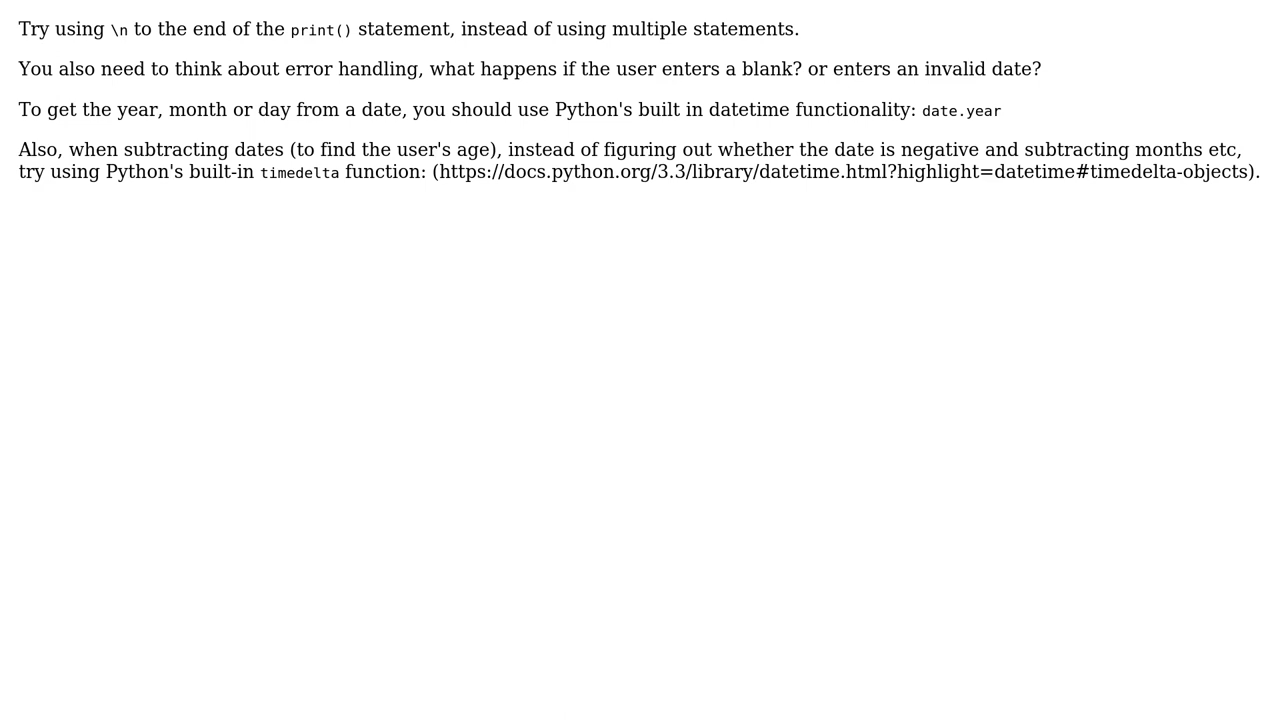 Try using \n to the end of the print() statement, instead of using multiple statements.
You also need to think about error handling, what happens if the user enters a blank? or enters an invalid date?
To get the year, month or day from a date, you should use Python's built in datetime functionality: date.year
Also, when subtracting dates (to find the user's age), instead of figuring out whether the date is negative and subtracting months etc,
try using Python's built-in timedelta function: (https://docs.python.org/3.3/library/datetime.html?highlight=datetime#timedelta-objects).